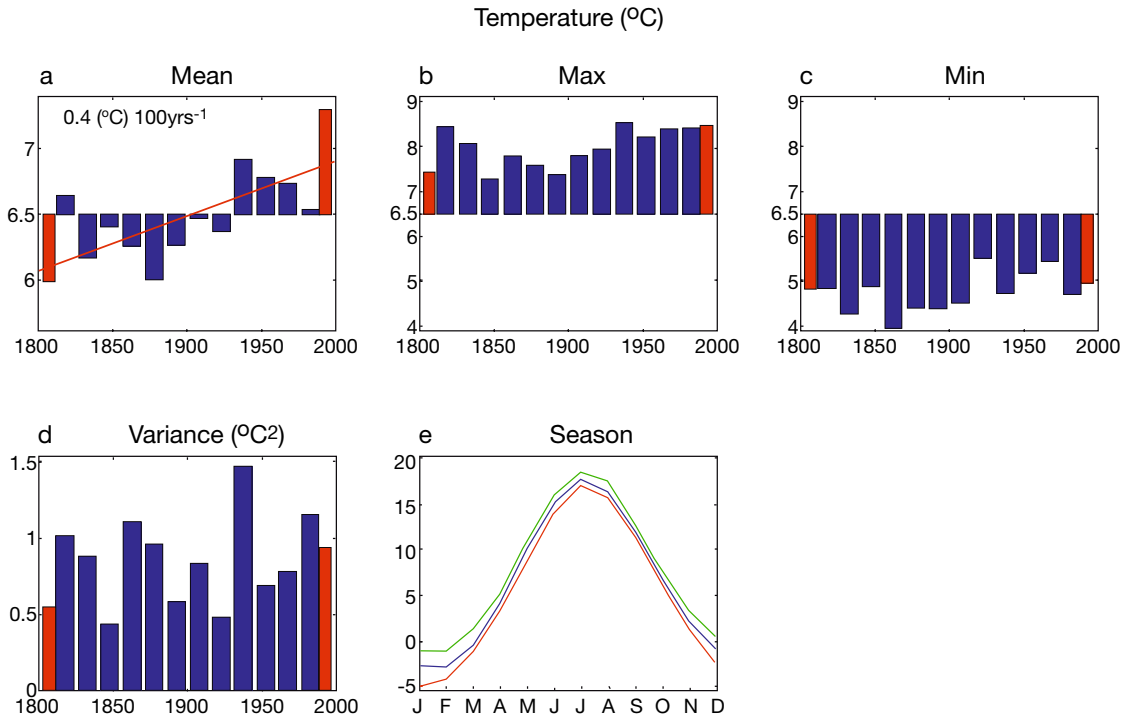 Temperature (ºC)
a Mean
0.4 (ºC) 100yrs-1
7
6.5
6
1800 1850 1900 1950 2000
b Max
9
8
7
6.5
5
4
1800 1850 1900 1950 2000
c Min
9
8
7
6.5
5
4
1800 1850 1900 1950 2000
d Variance (ºC2)
1.5
1
0.5
0
1800 1850 1900 1950 2000
e Season
20
15
10
5
0
-5
J F M A M J J A S O N D